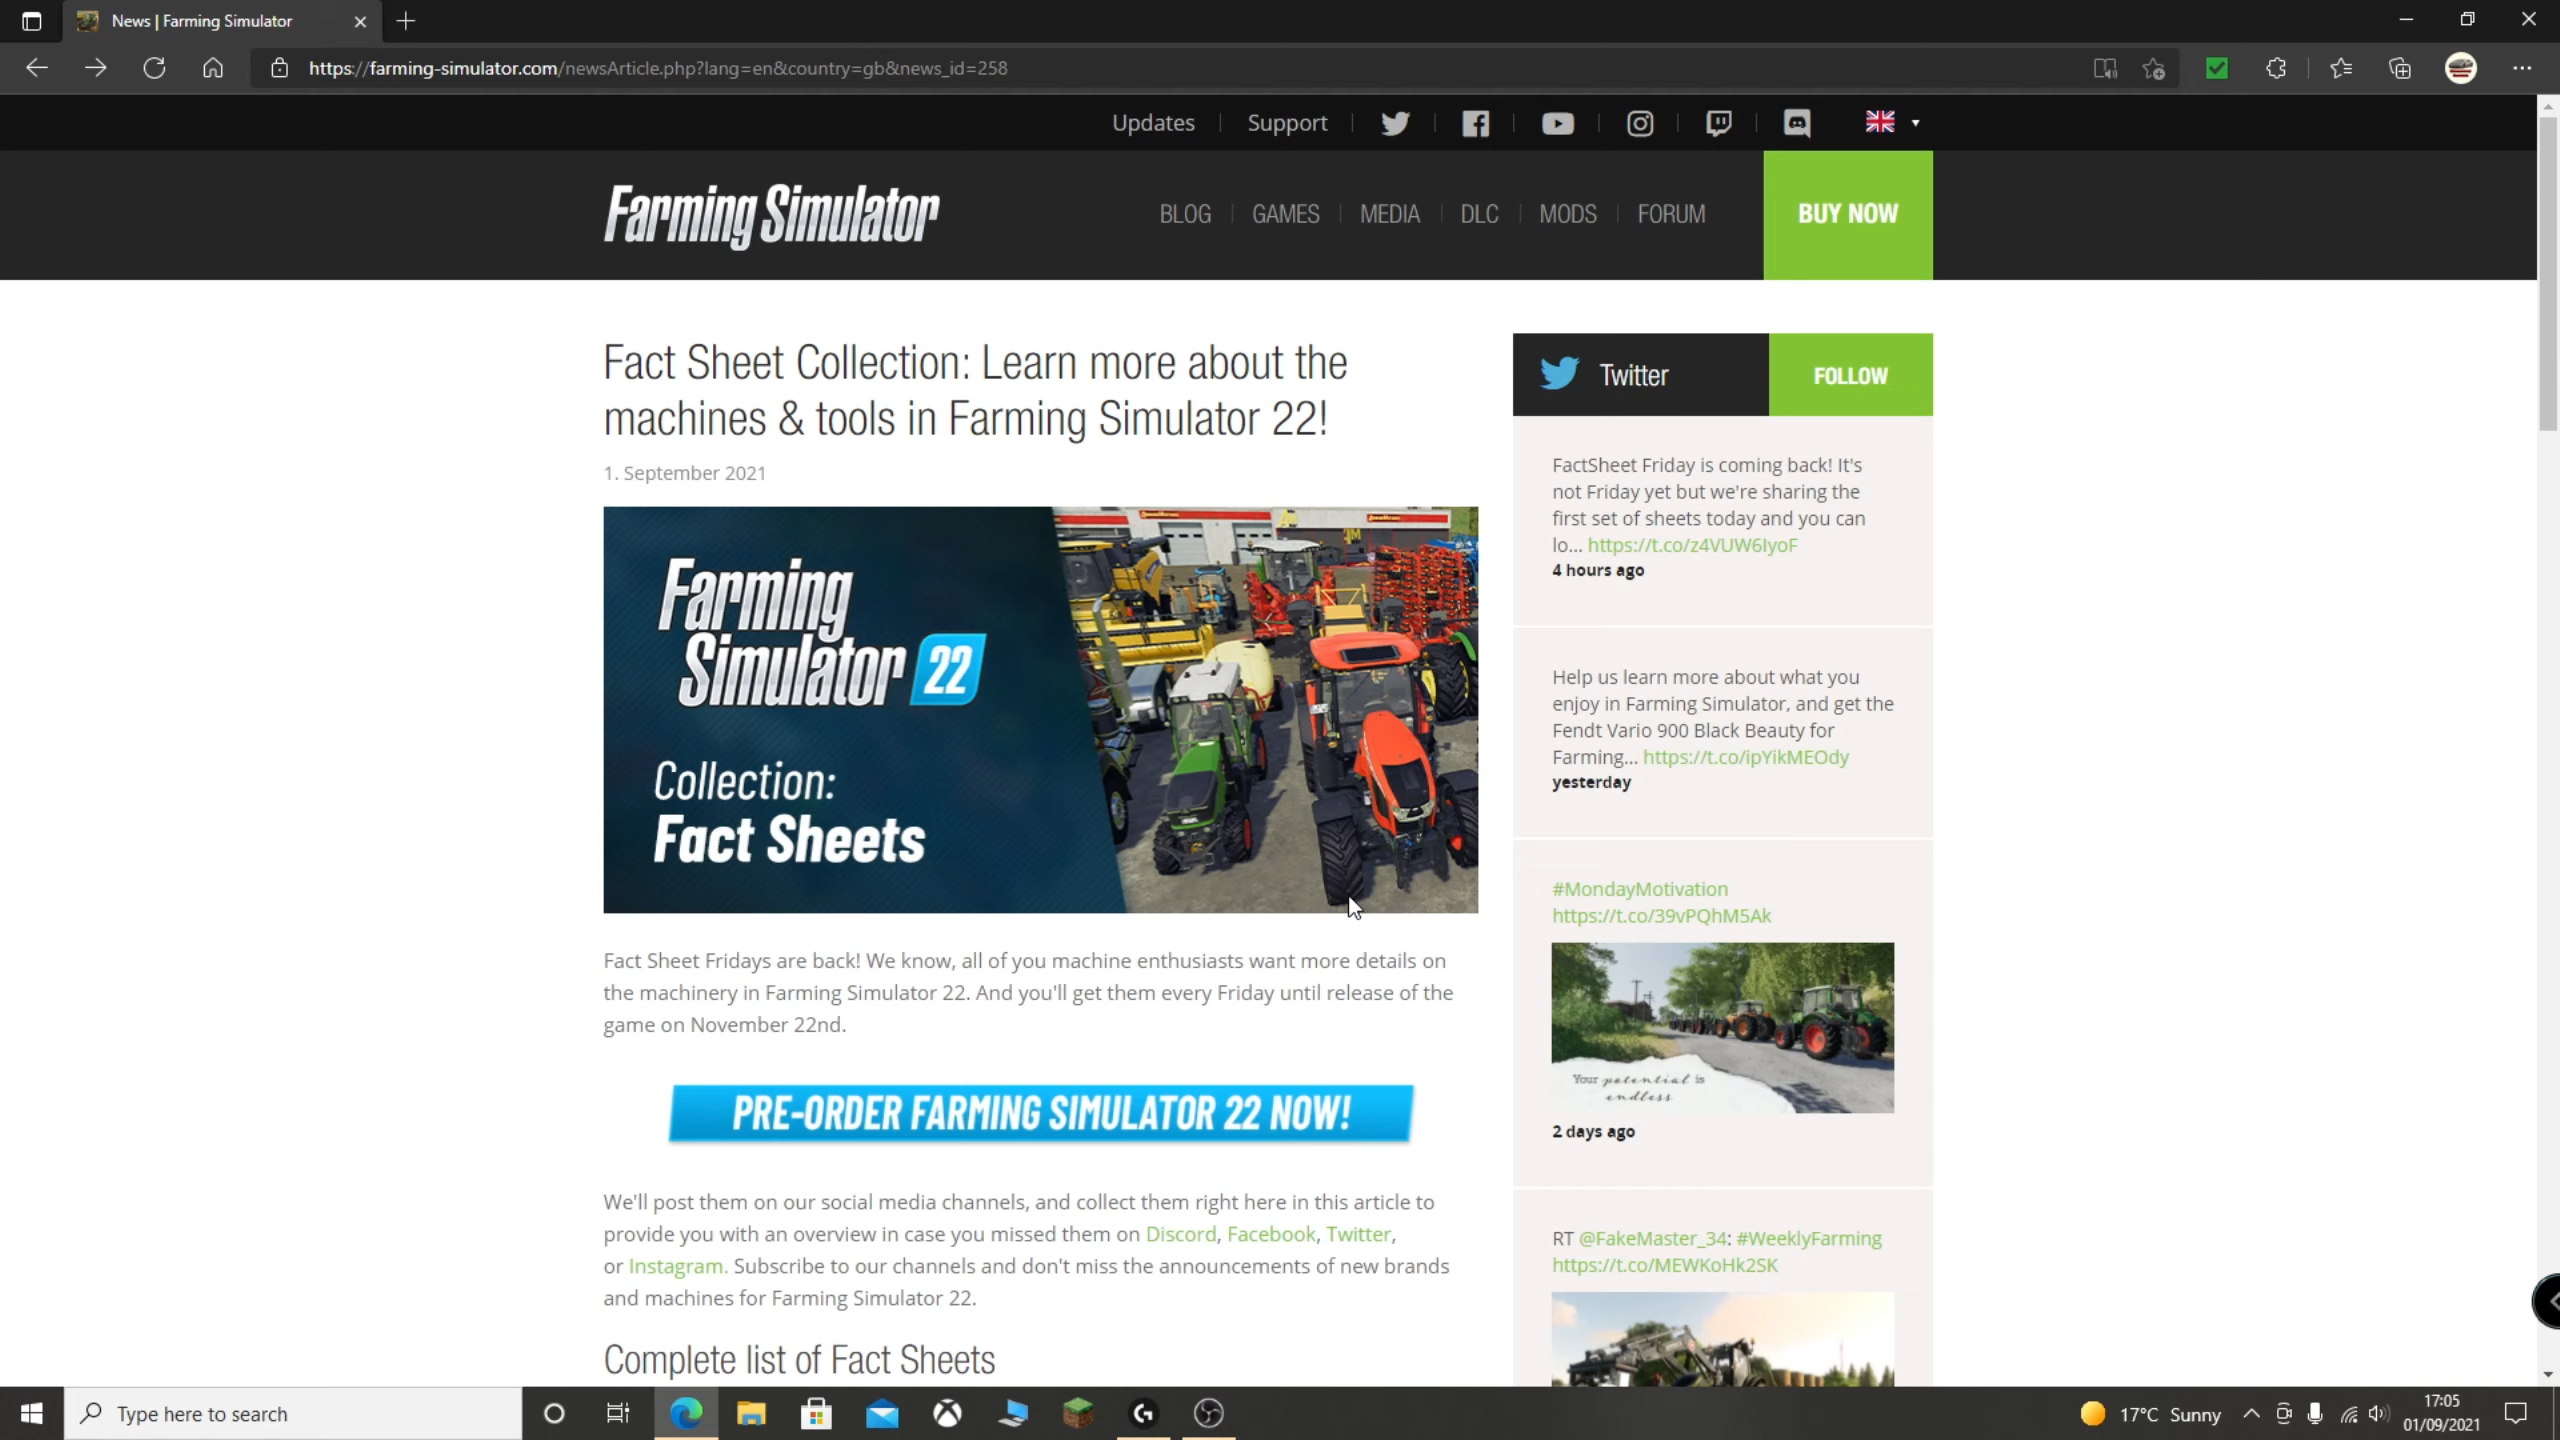 News | Farming Simulator
https://farming-simulator.com/newsArticle.php?lang=en&country=gb&news_id=258
Updates
Support
Farming Simulator
BLOG
GAMES
MEDIA
DLC
MODS
FORUM
BUY NOW
Fact Sheet Collection: Learn more about the
machines & tools in Farming Simulator 22!
1. September 2021
Farming
Simulator 22
Collection:
Fact Sheets
Fact Sheet Fridays are back! We know, all of you machine enthusiasts want more details on
the machinery in Farming Simulator 22. And you'll get them every Friday until release of the
game on November 22nd.
PRE-ORDER FARMING SIMULATOR 22 NOW!
We'll post them on our social media channels, and collect them right here in this article to
provide you with an overview in case you missed them on Discord, Facebook, Twitter,
or Instagram. Subscribe to our channels and don't miss the announcements of new brands
and machines for Farming Simulator 22.
Complete list of Fact Sheets
Twitter
FOLLOW
FactSheet Friday is coming back! It's
not Friday yet but we're sharing the
first set of sheets today and you can
lo... https://t.co/z4VUW6IyoF
4 hours ago
Help us learn more about what you
enjoy in Farming Simulator, and get the
Fendt Vario 900 Black Beauty for
Farming... https://t.co/ipYikMEOdy
yesterday
#MondayMotivation
https://t.co/39vPQhM5Ak
Your potential is
endless
2 days ago
RT @FakeMaster_34: #WeeklyFarming
https://t.co/MEWKoHk2SK
Type here to search
17°C Sunny
17:05
01/09/2021